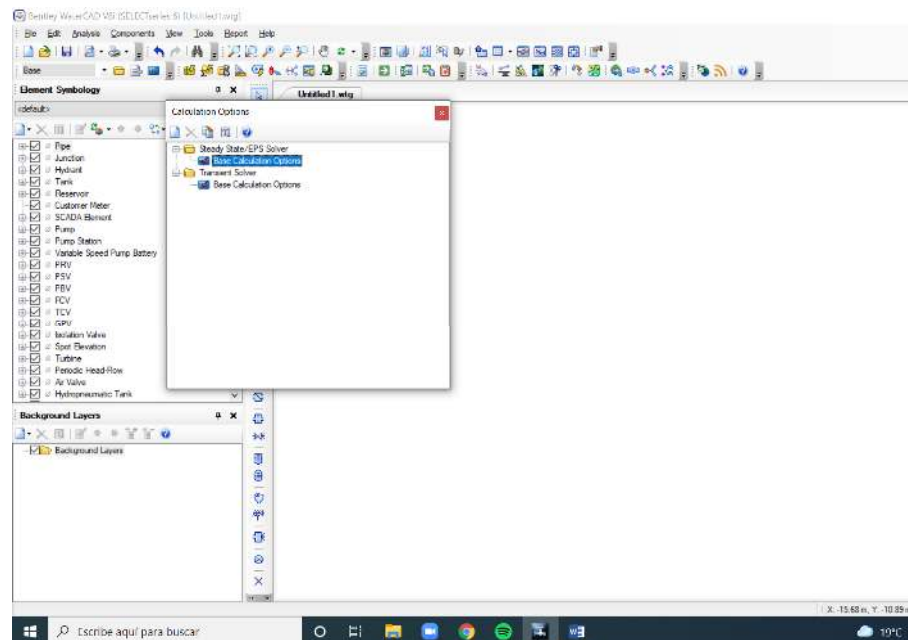 Bentley WaterCAD V8i (SELECTseries 6) [Untitled1.wtg]
File Edit Analysis Components View Tools Report Help
Base
Element Symbology
Untitled1.wtg
<default>
Calculation Options
Pipe
Junction
Hydrant
Tank
Reservoir
Customer Meter
SCADA Element
Pump
Pump Station
Variable Speed Pump Battery
PRV
PSV
PBV
FCV
TCV
GPV
Isolation Valve
Spot Elevation
Turbine
Periodic Head-Flow
Air Valve
Hydropneumatic Tank
Steady State/EPS Solver
Base Calculation Options
Transient Solver
Base Calculation Options
Background Layers
Background Layers
X: -15.68 m, Y: -10.89
Escribe aquí para buscar
19°C